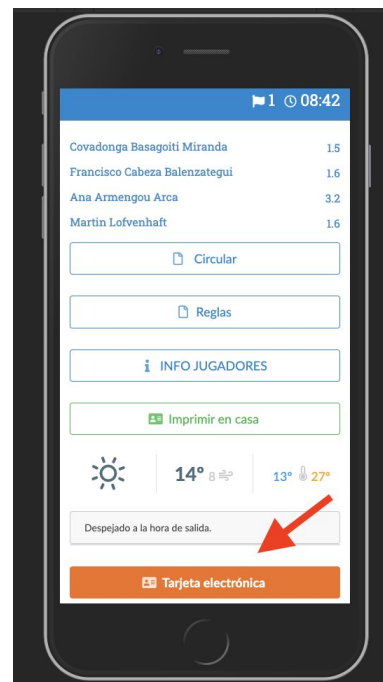 1 08:42
Covadonga Basagoiti Miranda 1.5
Francisco Cabeza Balenzategui 1.6
Ana Armengou Arca 3.2
Martin Lofvenhaft 1.6
Circular
Reglas
INFO JUGADORES
Imprimir en casa
14° 8 13° 27°
Despejado a la hora de salida.
Tarjeta electrónica